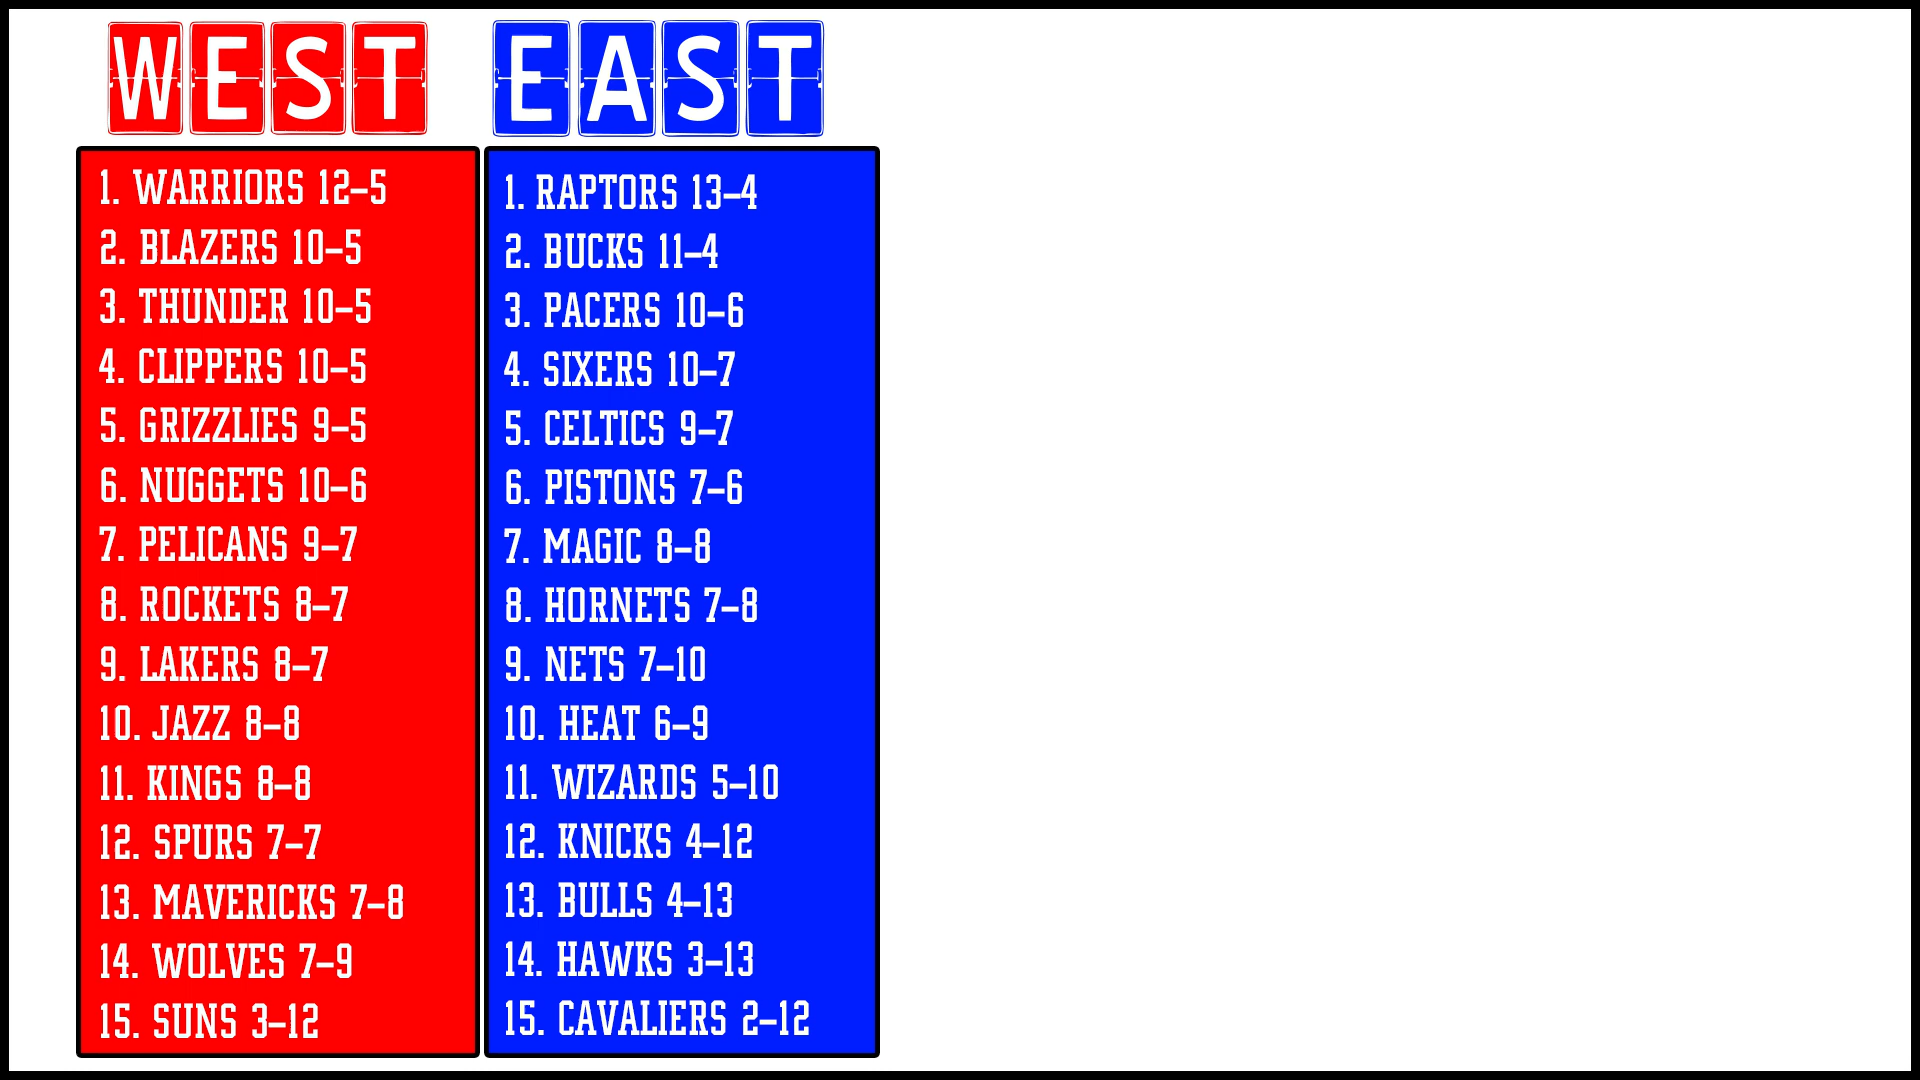 WEST
1. WARRIORS 12–5
2. BLAZERS 10–5
3. THUNDER 10–5
4. CLIPPERS 10–5
5. GRIZZLIES 9–5
6. NUGGETS 10–6
7. PELICANS 9–7
8. ROCKETS 8–7
9. LAKERS 8–7
10. JAZZ 8–8
11. KINGS 8–8
12. SPURS 7–7
13. MAVERICKS 7–8
14. WOLVES 7–9
15. SUNS 3–12
EAST
1. RAPTORS 13–4
2. BUCKS 11–4
3. PACERS 10–6
4. SIXERS 10–7
5. CELTICS 9–7
6. PISTONS 7–6
7. MAGIC 8–8
8. HORNETS 7–8
9. NETS 7–10
10. HEAT 6–9
11. WIZARDS 5–10
12. KNICKS 4–12
13. BULLS 4–13
14. HAWKS 3–13
15. CAVALIERS 2–12